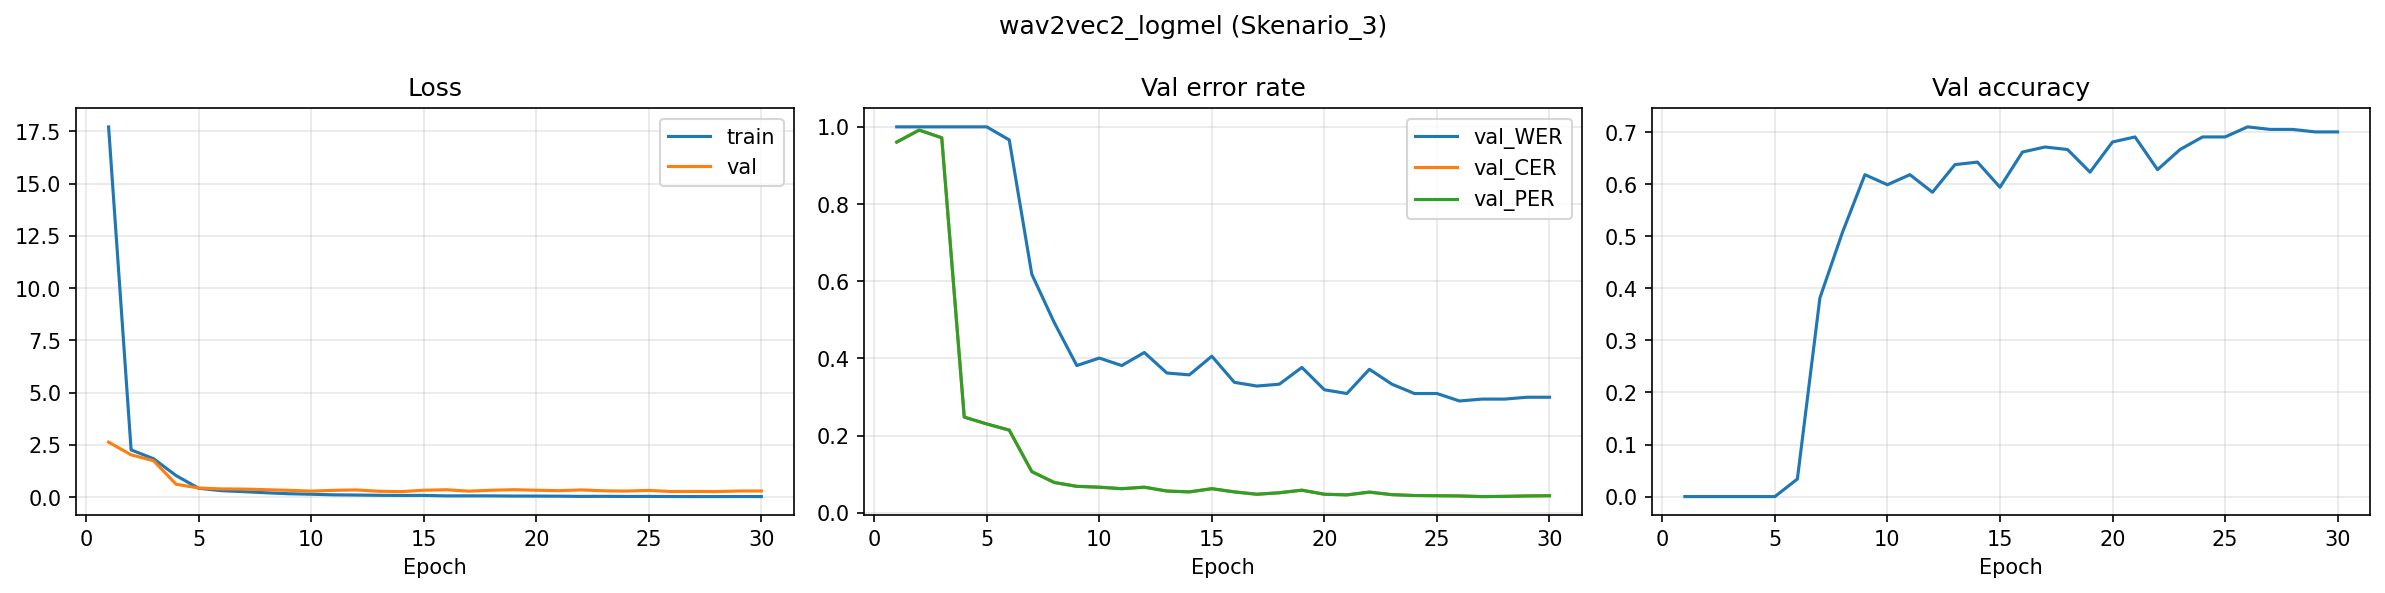 wav2vec2_logmel (Skenario_3)
Loss
17.5
15.0
12.5
10.0
7.5
5.0
2.5
0.0
0 5 10 15 20 25 30
Epoch
train
val
Val error rate
1.0
0.8
0.6
0.4
0.2
0.0
0 5 10 15 20 25 30
Epoch
val_WER
val_CER
val_PER
Val accuracy
0.7
0.6
0.5
0.4
0.3
0.2
0.1
0.0
0 5 10 15 20 25 30
Epoch